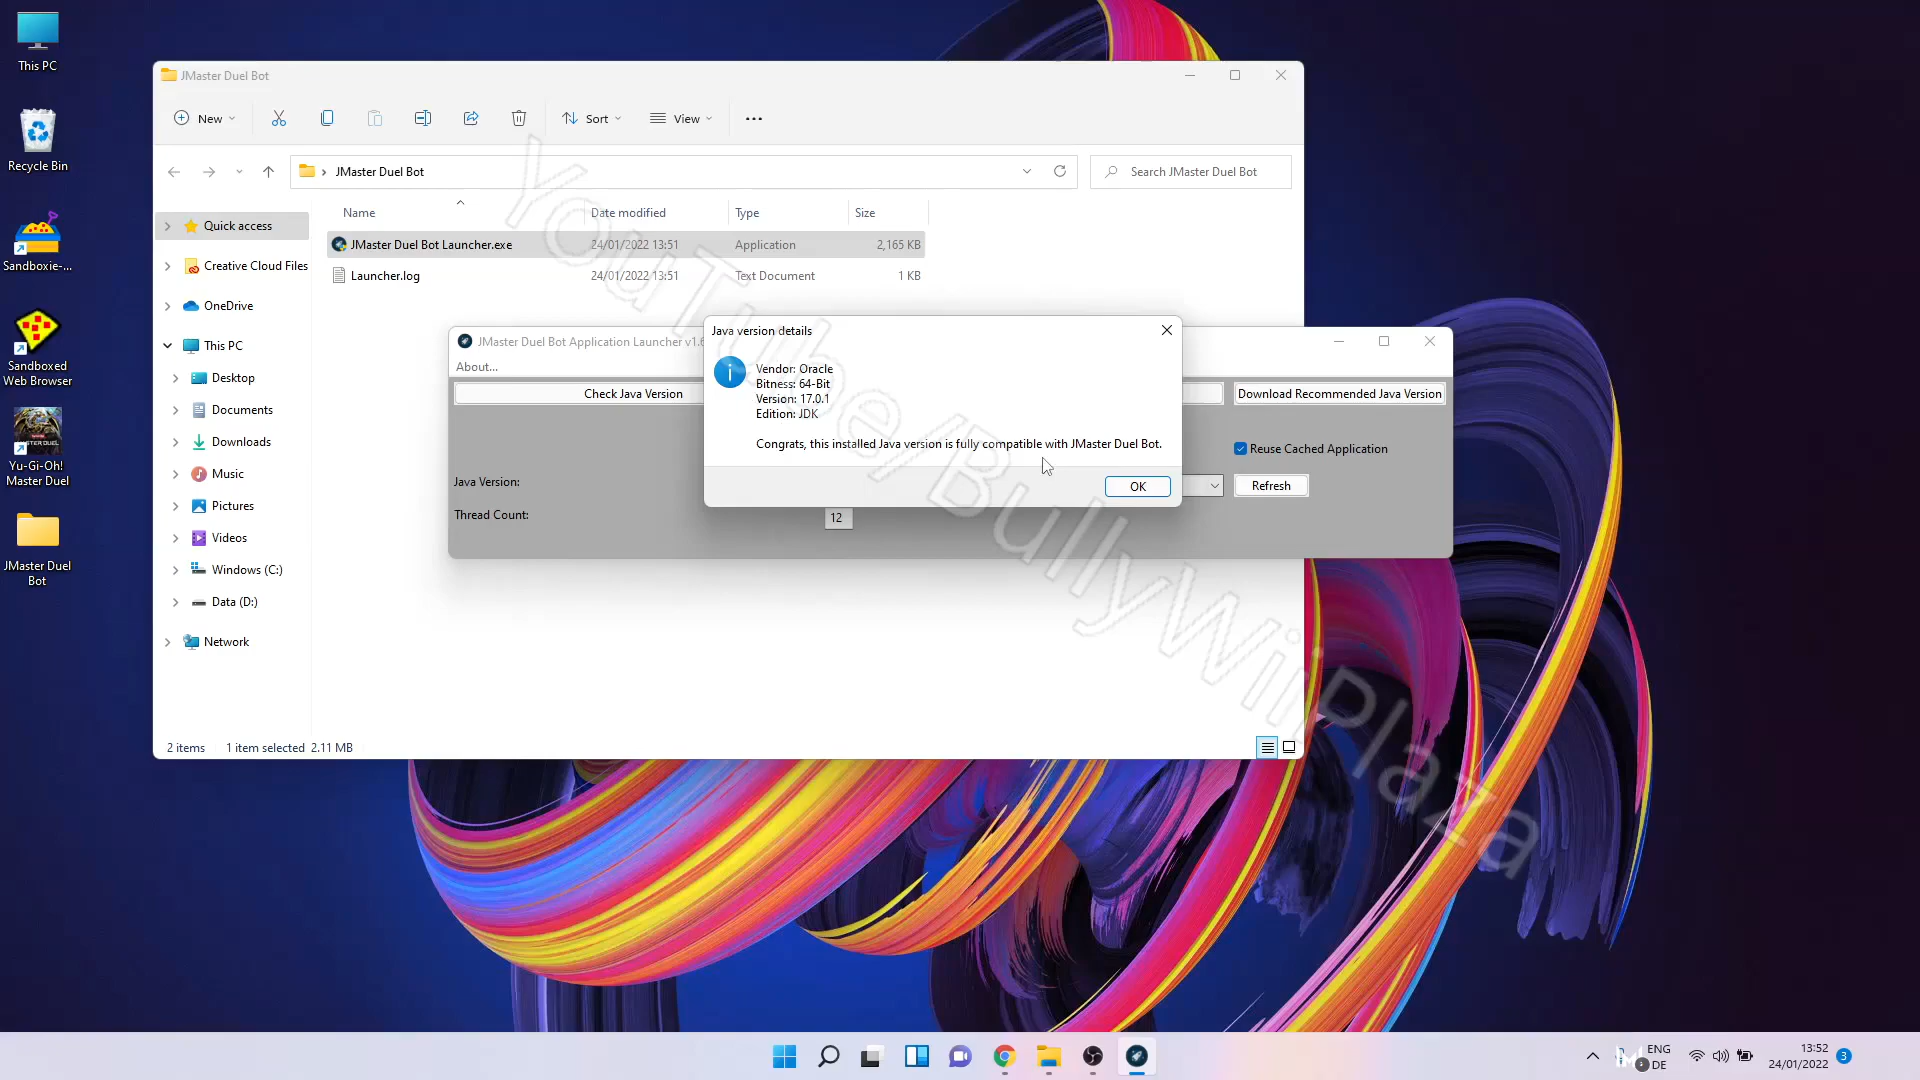 This PC
Recycle Bin
Sandboxie-...
Sandboxed
Web Browser
Yu-Gi-Oh!
Master Duel
JMaster Duel
Bot
JMaster Duel Bot
New
Sort
View
JMaster Duel Bot
Search JMaster Duel Bot
Name
Date modified
Type
Size
JMaster Duel Bot Launcher.exe
24/01/2022 13:51
Application
2,165 KB
Launcher.log
24/01/2022 13:51
Text Document
1 KB
Quick access
Creative Cloud Files
OneDrive
This PC
Desktop
Documents
Downloads
Music
Pictures
Videos
Windows (C:)
Data (D:)
Network
2 items
1 item selected 2.11 MB
JMaster Duel Bot Application Launcher
About...
Check Java Version
Download Recommended Java Version
Reuse Cached Application
Java Version:
Refresh
Thread Count:
12
Java version details
Vendor: Oracle
Bitness: 64-Bit
Version: 17.0.1
Edition: JDK
Congrats, this installed Java version is fully compatible with JMaster Duel Bot.
OK
YouTube/BullyWiiPlaza
ENG
DE
13:52
24/01/2022
3